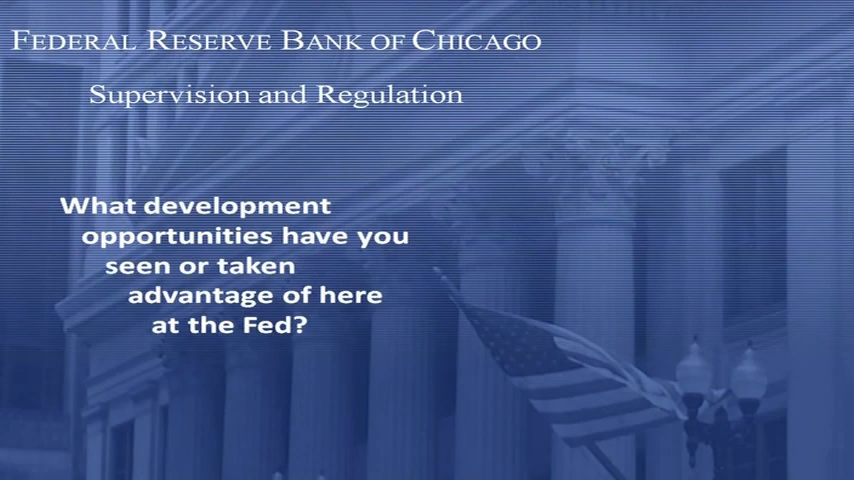 FEDERAL RESERVE BANK OF CHICAGO
Supervision and Regulation
What development
opportunities have you
seen or taken
advantage of here
at the Fed?